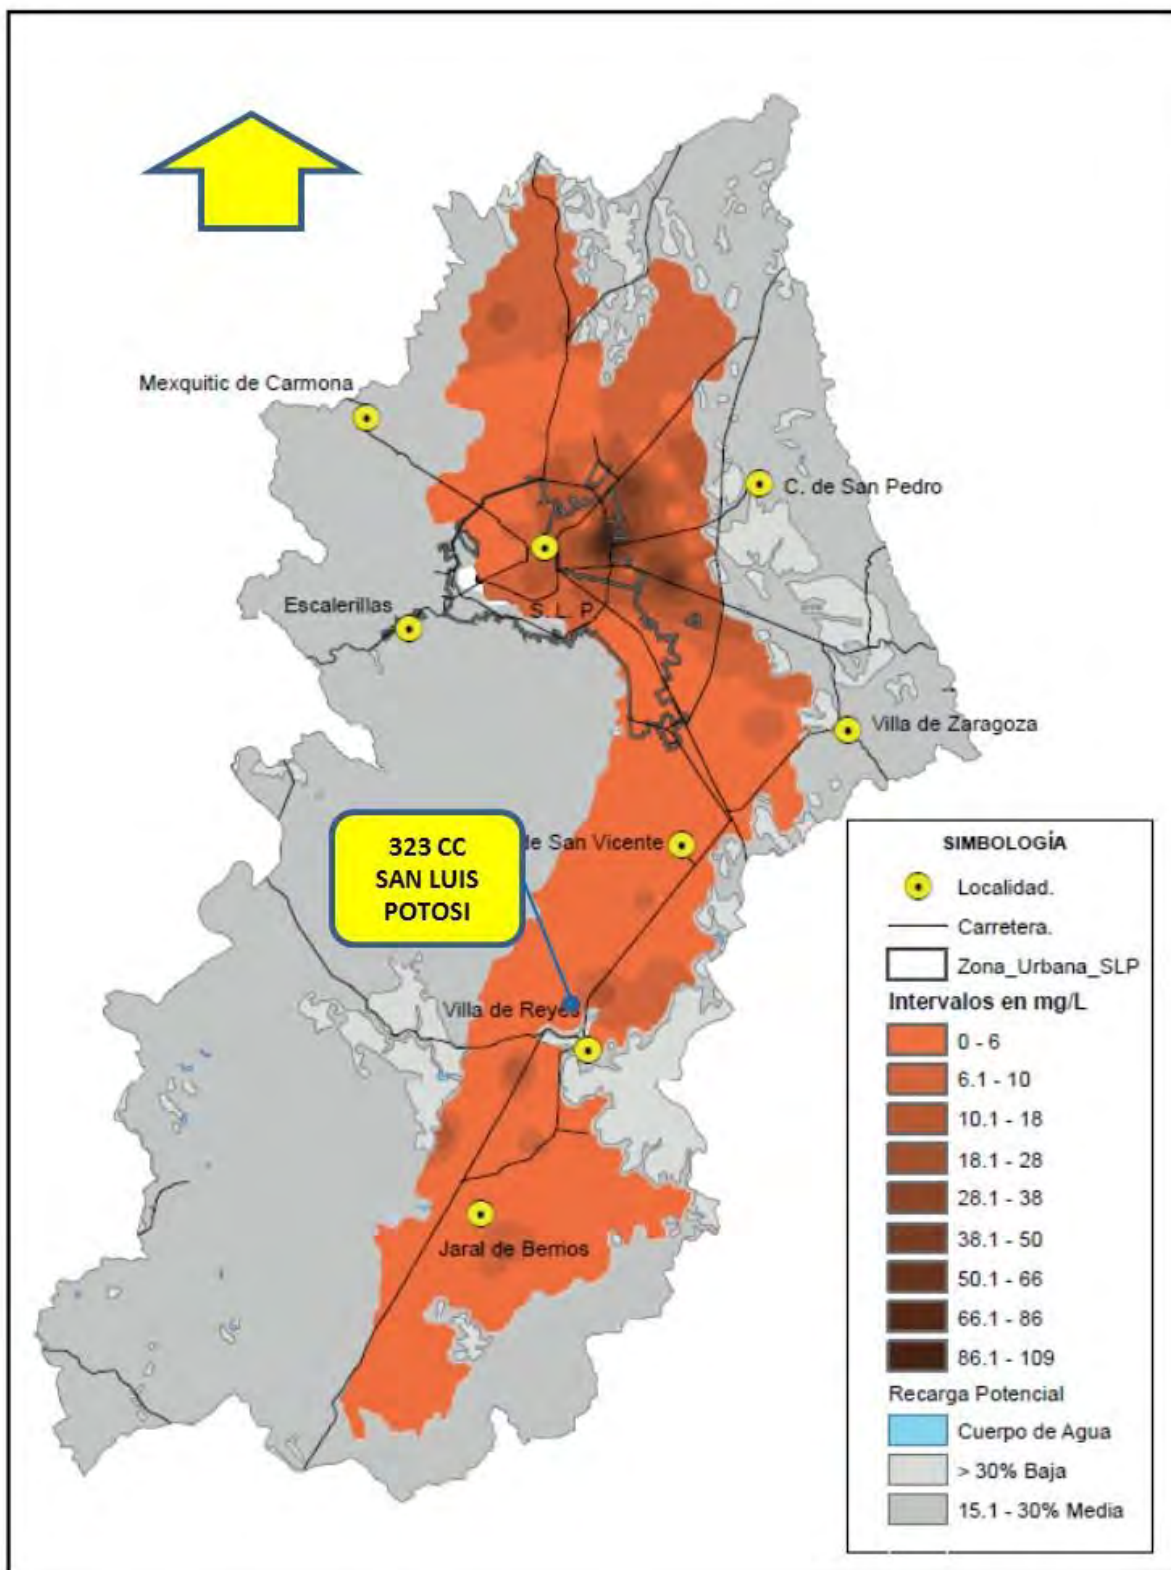 Mexquitic de Carmona
C. de San Pedro
Escalerillas
S. L. P.
Villa de Zaragoza
323 CC
SAN LUIS
POTOSI
de San Vicente
Villa de Reyes
Jaral de Berrios
SIMBOLOGÍA
Localidad.
Carretera.
Zona_Urbana_SLP
Intervalos en mg/L
0 - 6
6.1 - 10
10.1 - 18
18.1 - 28
28.1 - 38
38.1 - 50
50.1 - 66
66.1 - 86
86.1 - 109
Recarga Potencial
Cuerpo de Agua
> 30% Baja
15.1 - 30% Media